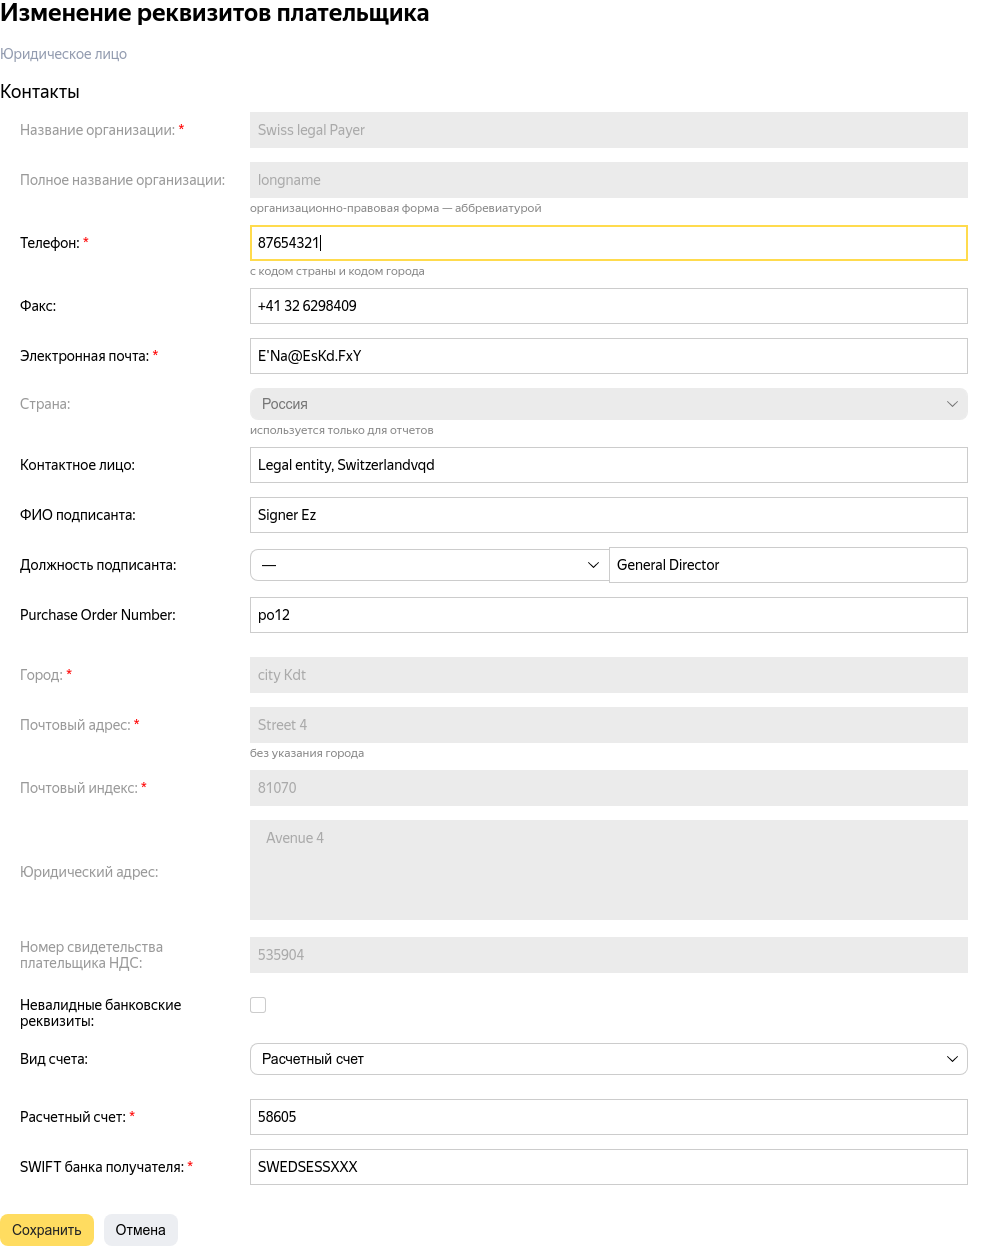 Изменение реквизитов плательщика
Юридическое лицо
Контакты
Название организации: * Swiss legal Payer
Полное название организации: longname
организационно-правовая форма — аббревиатурой
Телефон: * 87654321
с кодом страны и кодом города
Факс: +41 32 6298409
Электронная почта: * E'Na@EsKd.FxY
Страна: Россия
используется только для отчетов
Контактное лицо: Legal entity, Switzerlandvqd
ФИО подписанта: Signer Ez
Должность подписанта: — General Director
Purchase Order Number: po12
Город: * city Kdt
Почтовый адрес: * Street 4
без указания города
Почтовый индекс: * 81070
Юридический адрес: Avenue 4
Номер свидетельства
плательщика НДС: 535904
Невалидные банковские
реквизиты:
Вид счета: Расчетный счет
Расчетный счет: * 58605
SWIFT банка получателя: * SWEDSESSXXX
Сохранить Отмена